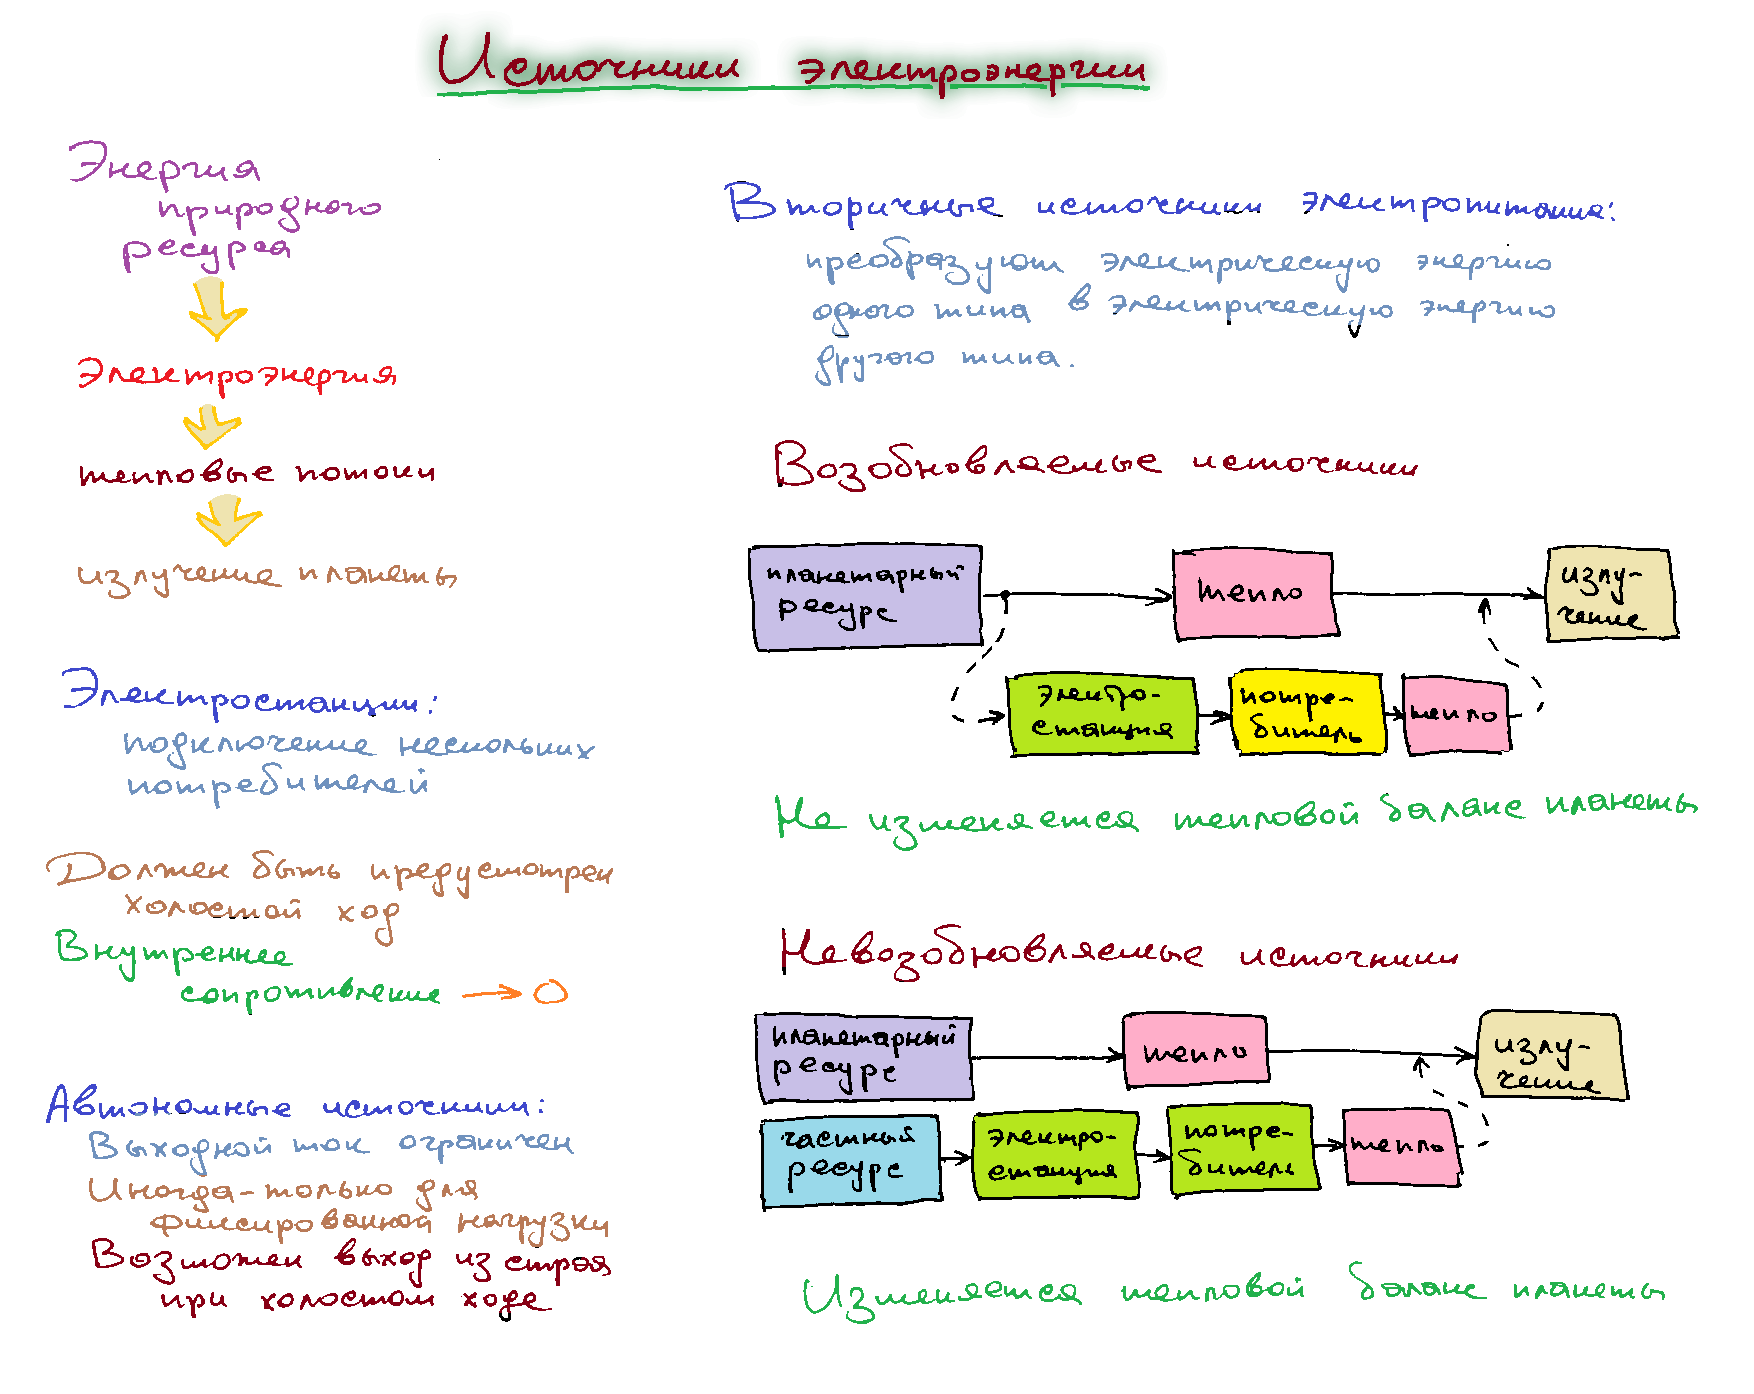 Источники электроэнергии
Энергия
природного
ресурса
Электроэнергия
тепловые потоки
излучение планеты
Электростанции:
подключение нескольких
потребителей
Должен быть предусмотрен
холостой ход
Внутреннее
сопротивление → 0
Автономные источники:
Выходной ток ограничен
Иногда - только для
фиксированной нагрузки
Возможен выход из строя
при холостом ходе
Вторичные источники электропитания:
преобразуют электрическую энергию
одного типа в электрическую энергию
другого типа.
Возобновляемые источники
планетарный
ресурс
тепло
излу-
чение
электро-
станция
потре-
битель
тепло
Не изменяется тепловой баланс планеты
Невозобновляемые источники
планетарный
ресурс
тепло
излу-
чение
частный
ресурс
электро-
станция
потре-
битель
тепло
Изменяется тепловой баланс планеты